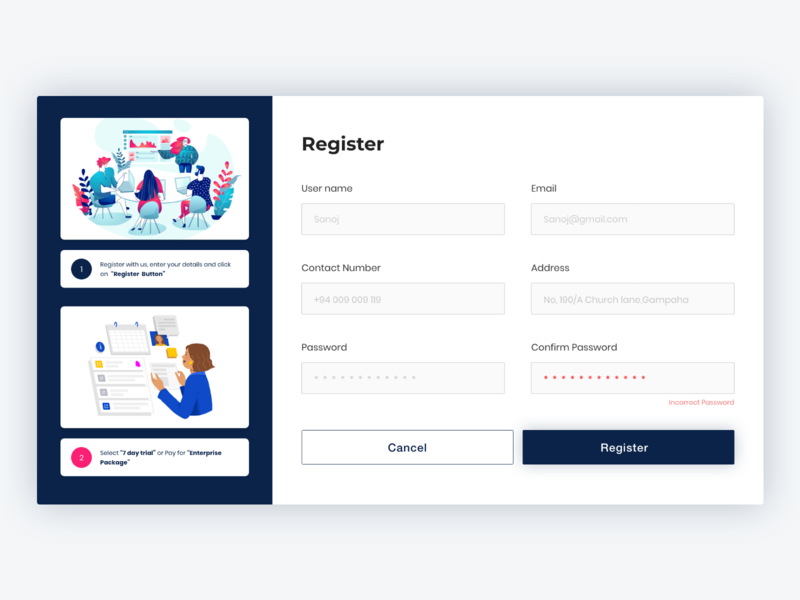 Register with us, enter your details and click
on "Register Button"
1
Select "7 day trial" or Pay for "Enterprise
Package"
2
Register
User name
Email
Sanoj
Sanoj@gmail.com
Contact Number
Address
+94 009 009 119
No, 190/A Church lane,Gampaha
Password
Confirm Password
Incorrect Password
Cancel
Register